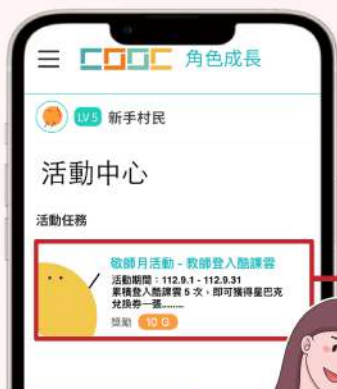 COOC 角色成長
LV 5 新手村民
活動中心
活動任務
敬師月活動 - 教師登入酷課雲
活動期間：112.9.1 - 112.9.31
累積登入酷課雲 5 次，即可獲得星巴克
兌換券一張........
獎勵 10 G